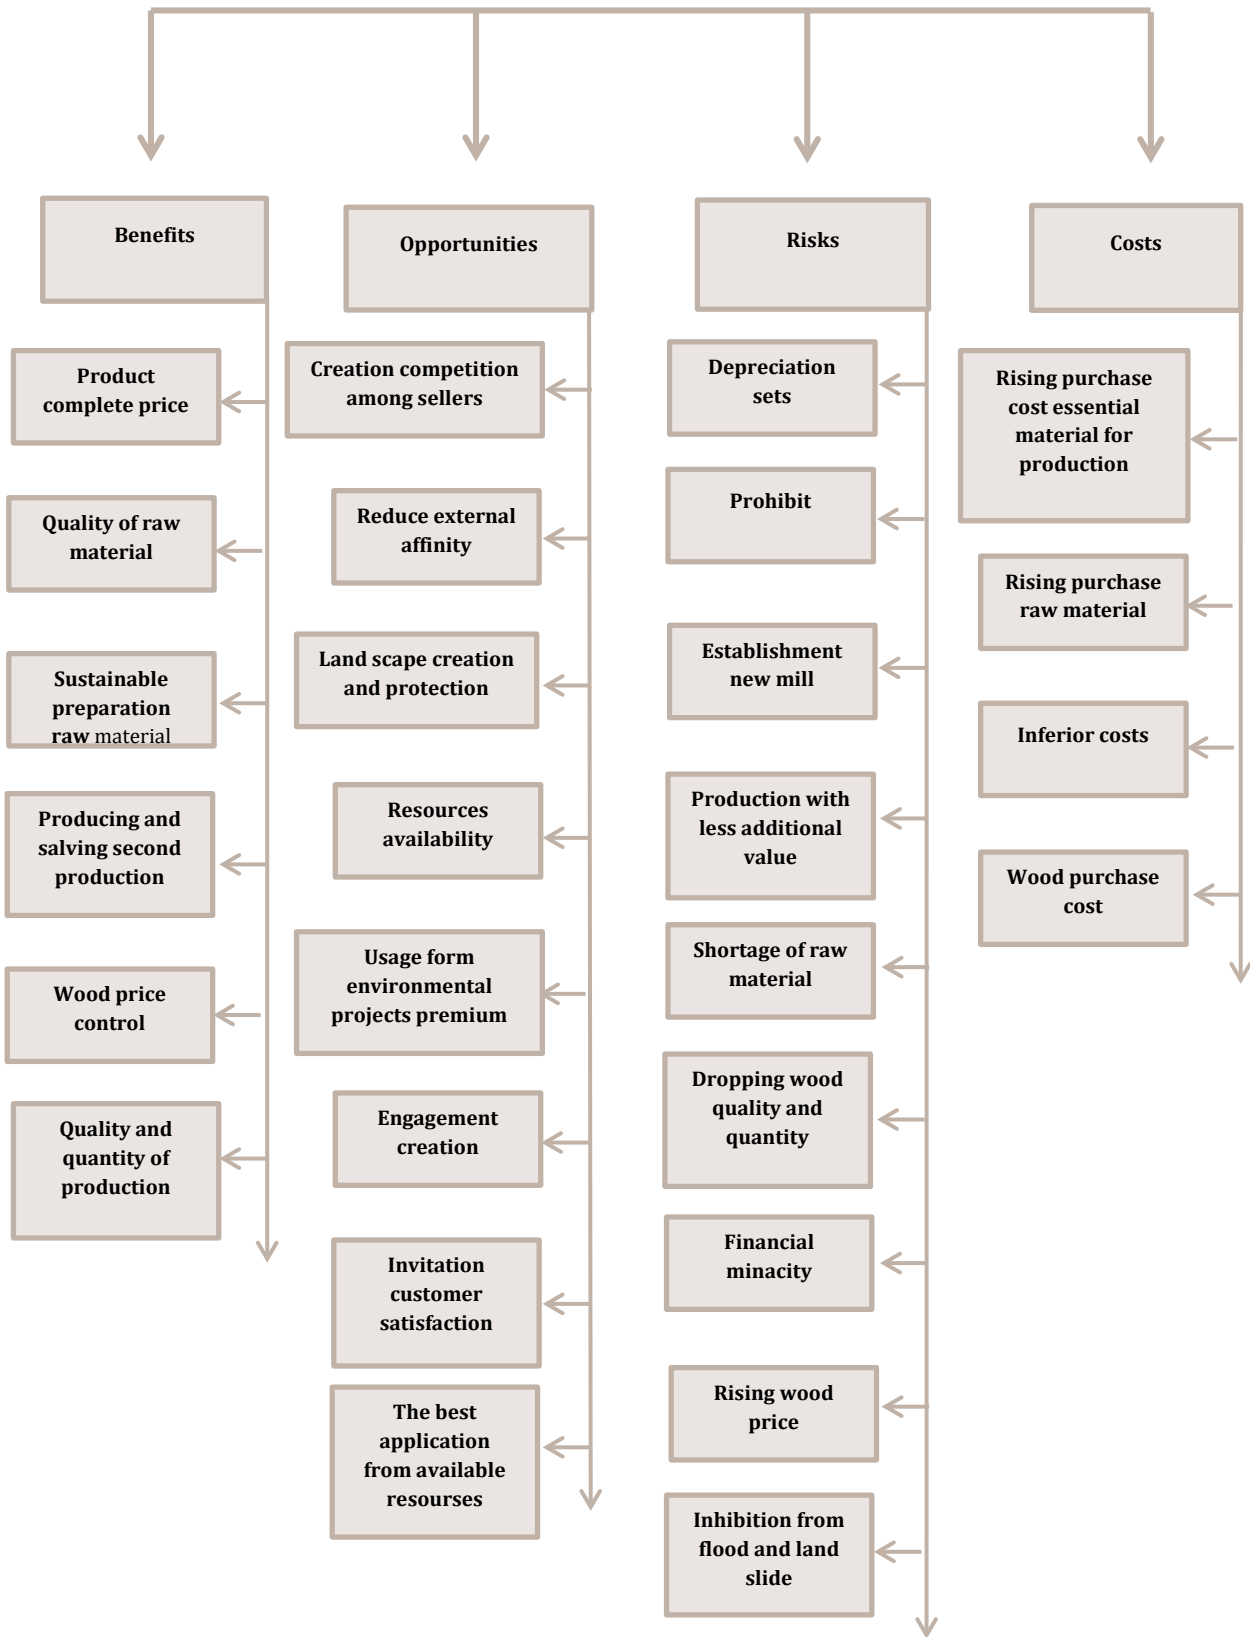 Benefits
Product
complete price
Quality of raw
material
Sustainable
preparation
raw material
Producing and
salving second
production
Wood price
control
Quality and
quantity of
production
Opportunities
Creation competition
among sellers
Reduce external
affinity
Land scape creation
and protection
Resources
availability
Usage form
environmental
projects premium
Engagement
creation
Invitation
customer
satisfaction
The best
application
from available
resourses
Risks
Depreciation
sets
Prohibit
Establishment
new mill
Production with
less additional
value
Shortage of raw
material
Dropping wood
quality and
quantity
Financial
minacity
Rising wood
price
Inhibition from
flood and land
slide
Costs
Rising purchase
cost essential
material for
production
Rising purchase
raw material
Inferior costs
Wood purchase
cost